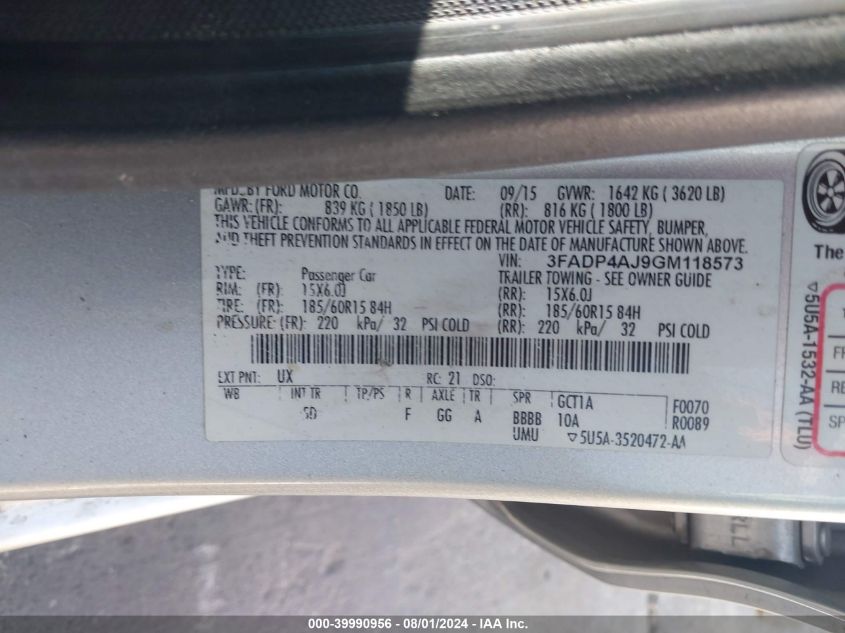 MFD. BY FORD MOTOR CO. DATE: 09/15 GVWR: 1642 KG ( 3620 LB)
GAWR: (FR): 839 KG ( 1850 LB) (RR): 816 KG ( 1800 LB)
THIS VEHICLE CONFORMS TO ALL APPLICABLE FEDERAL MOTOR VEHICLE SAFETY, BUMPER,
AND THEFT PREVENTION STANDARDS IN EFFECT ON THE DATE OF MANUFACTURE SHOWN ABOVE.
VIN: 3FADP4AJ9GM118573
TYPE: Passenger Car TRAILER TOWING - SEE OWNER GUIDE
RIM: (FR): 15X6.0J (RR): 15X6.0J
TIRE: (FR): 185/60R15 84H (RR): 185/60R15 84H
PRESSURE: (FR): 220 kPa/ 32 PSI COLD (RR): 220 kPa/ 32 PSI COLD
EXT PNT: UX RC: 21 DSO:
WB INT TR TP/PS R AXLE TR SPR GCT1A F0070
SD F GG A BBBB 10A R0089
UMU ▽5U5A-3520472-AA
The
▽5U5A-1532-AA (TLU)
FR
RE
SP
RLL
000-39990956 - 08/01/2024 - IAA Inc.